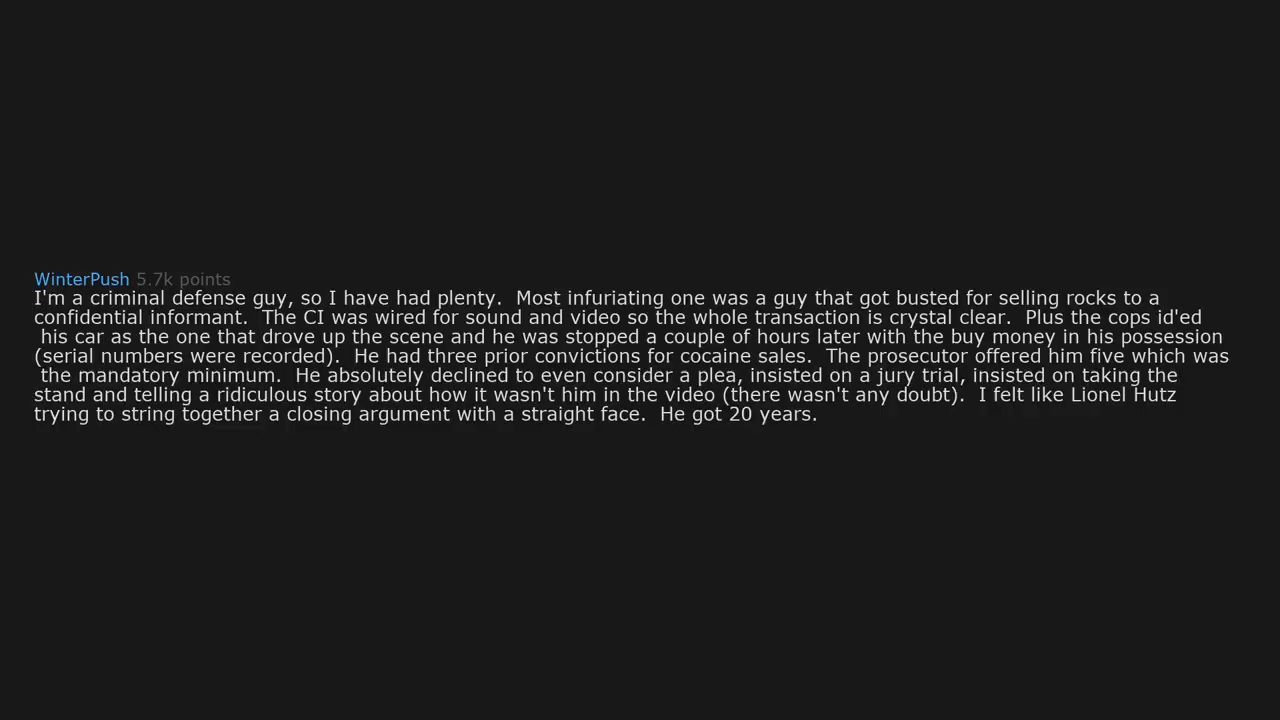 WinterPush 5.7k points
I'm a criminal defense guy, so I have had plenty.  Most infuriating one was a guy that got busted for selling rocks to a
confidential informant.  The CI was wired for sound and video so the whole transaction is crystal clear.  Plus the cops id'ed
his car as the one that drove up the scene and he was stopped a couple of hours later with the buy money in his possession
(serial numbers were recorded).  He had three prior convictions for cocaine sales.  The prosecutor offered him five which was
the mandatory minimum.  He absolutely declined to even consider a plea, insisted on a jury trial, insisted on taking the
stand and telling a ridiculous story about how it wasn't him in the video (there wasn't any doubt).  I felt like Lionel Hutz
trying to string together a closing argument with a straight face.  He got 20 years.